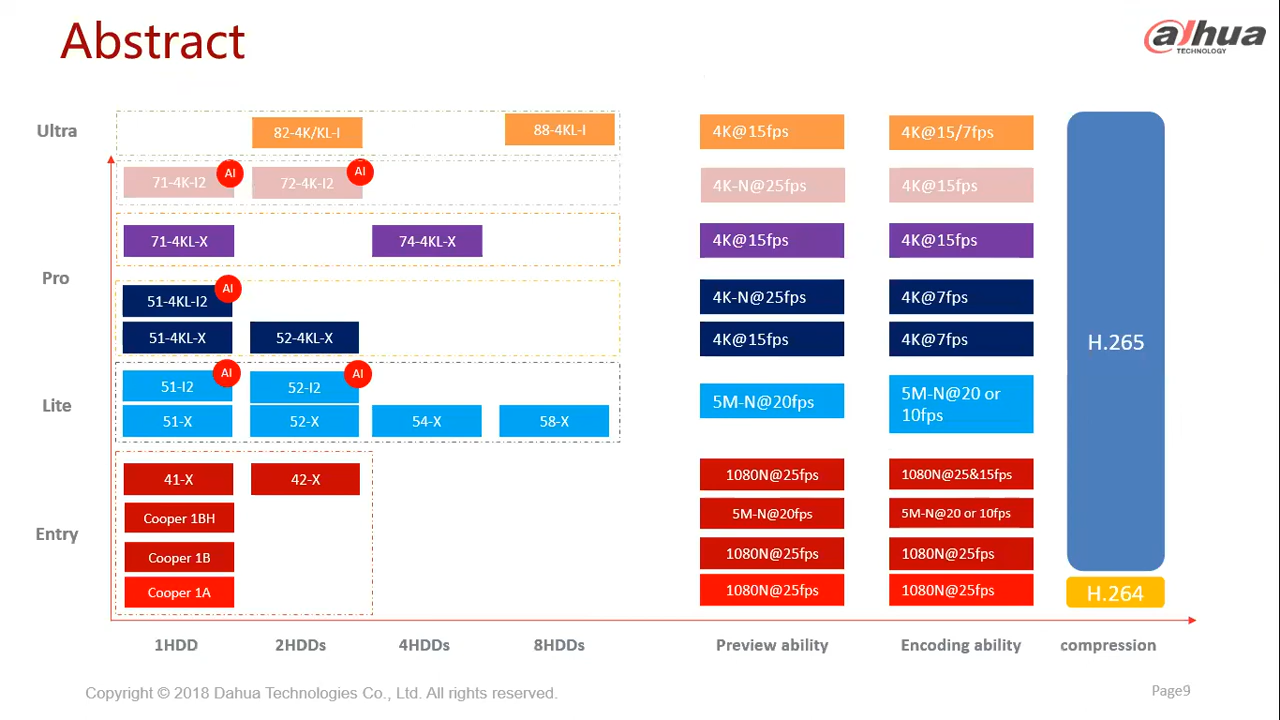 Abstract
alhua
TECHNOLOGY
Ultra
82-4K/KL-I
88-4KL-I
4K@15fps
4K@15/7fps
71-4K-I2
AI
72-4K-I2
AI
4K-N@25fps
4K@15fps
71-4KL-X
74-4KL-X
4K@15fps
4K@15fps
Pro
51-4KL-I2
AI
4K-N@25fps
4K@7fps
51-4KL-X
52-4KL-X
4K@15fps
4K@7fps
H.265
Lite
51-I2
AI
52-I2
AI
51-X
52-X
54-X
58-X
5M-N@20fps
5M-N@20 or
10fps
Entry
41-X
42-X
1080N@25fps
1080N@25&15fps
Cooper 1BH
5M-N@20fps
5M-N@20 or 10fps
Cooper 1B
1080N@25fps
1080N@25fps
Cooper 1A
1080N@25fps
1080N@25fps
H.264
1HDD
2HDDs
4HDDs
8HDDs
Preview ability
Encoding ability
compression
Copyright © 2018 Dahua Technologies Co., Ltd. All rights reserved.
Page9